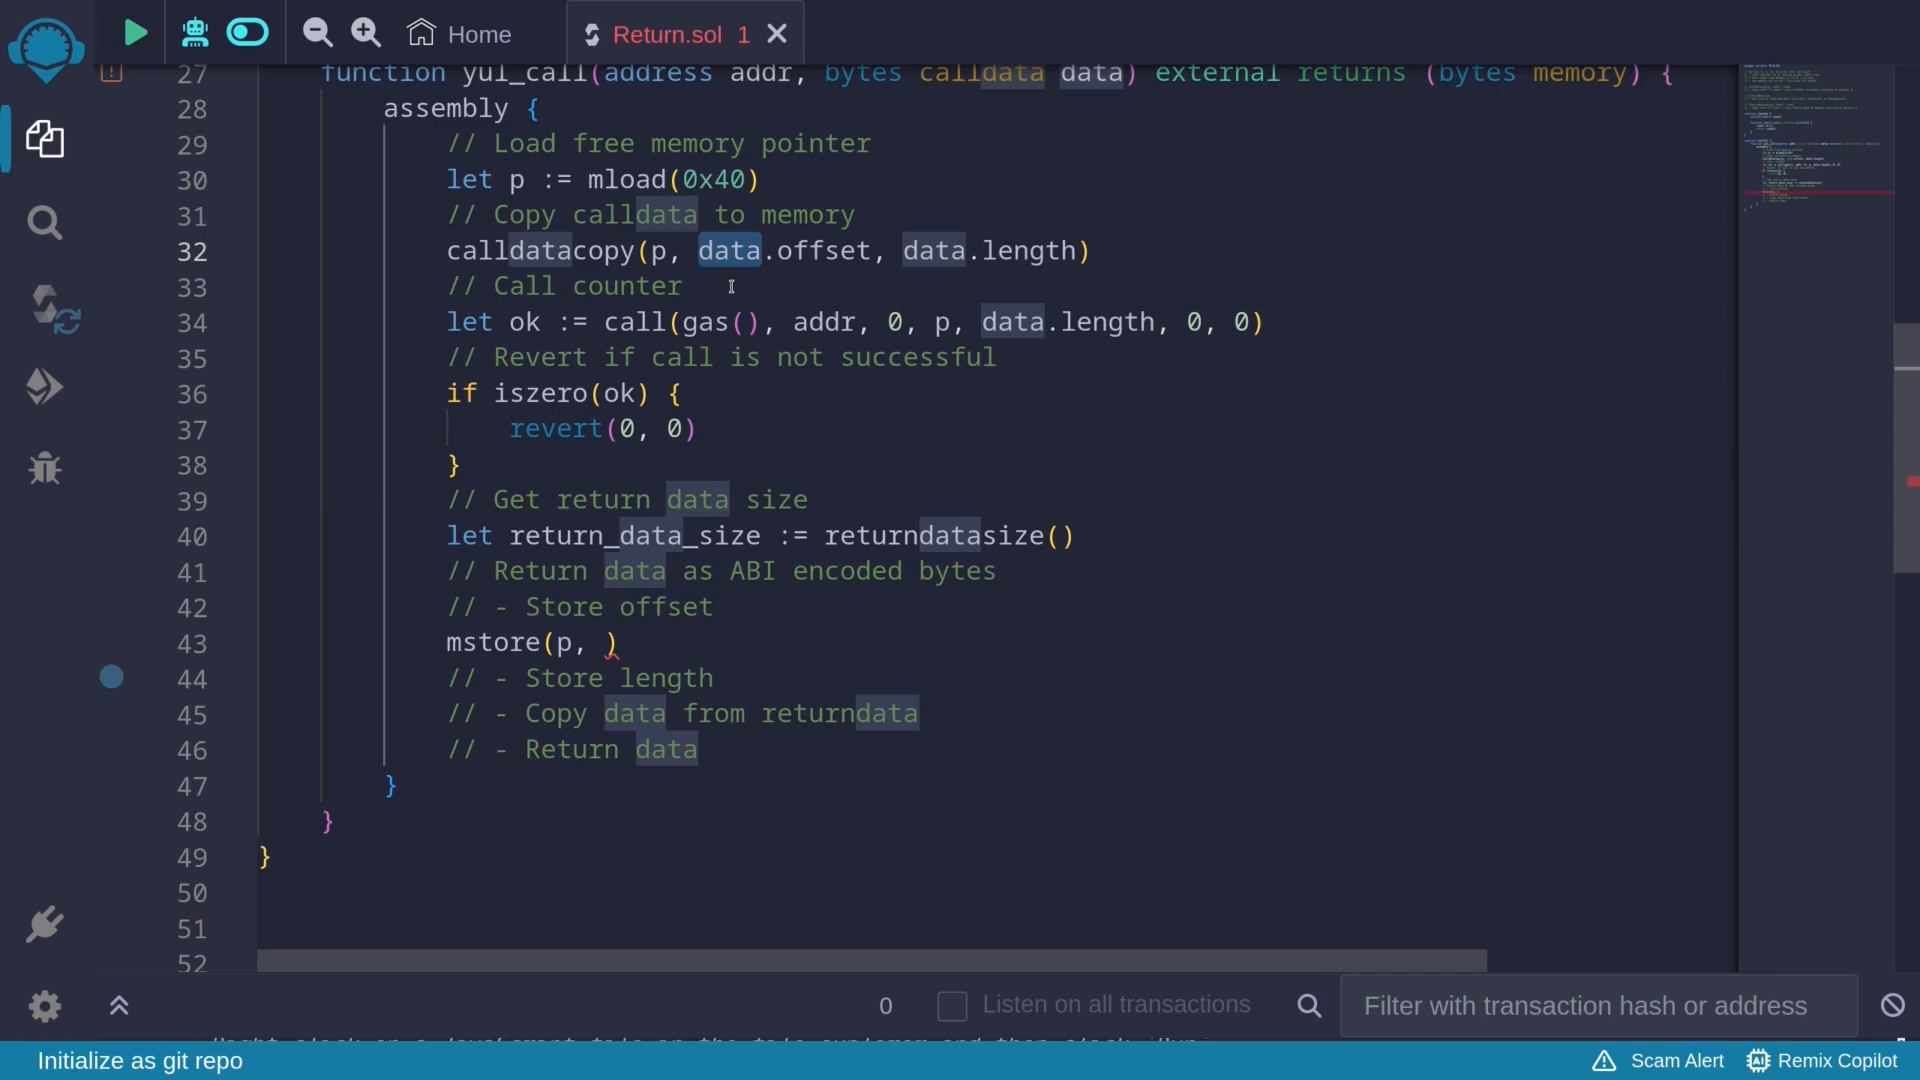 Home
Return.sol 1
27 function yul_call(address addr, bytes calldata data) external returns (bytes memory) {
28 assembly {
29 // Load free memory pointer
30 let p := mload(0x40)
31 // Copy calldata to memory
32 calldatacopy(p, data.offset, data.length)
33 // Call counter
34 let ok := call(gas(), addr, 0, p, data.length, 0, 0)
35 // Revert if call is not successful
36 if iszero(ok) {
37 revert(0, 0)
38 }
39 // Get return data size
40 let return_data_size := returndatasize()
41 // Return data as ABI encoded bytes
42 // - Store offset
43 mstore(p, )
44 // - Store length
45 // - Copy data from returndata
46 // - Return data
47 }
48 }
49 }
50
51
52
0 Listen on all transactions Filter with transaction hash or address
Initialize as git repo Scam Alert AI Remix Copilot